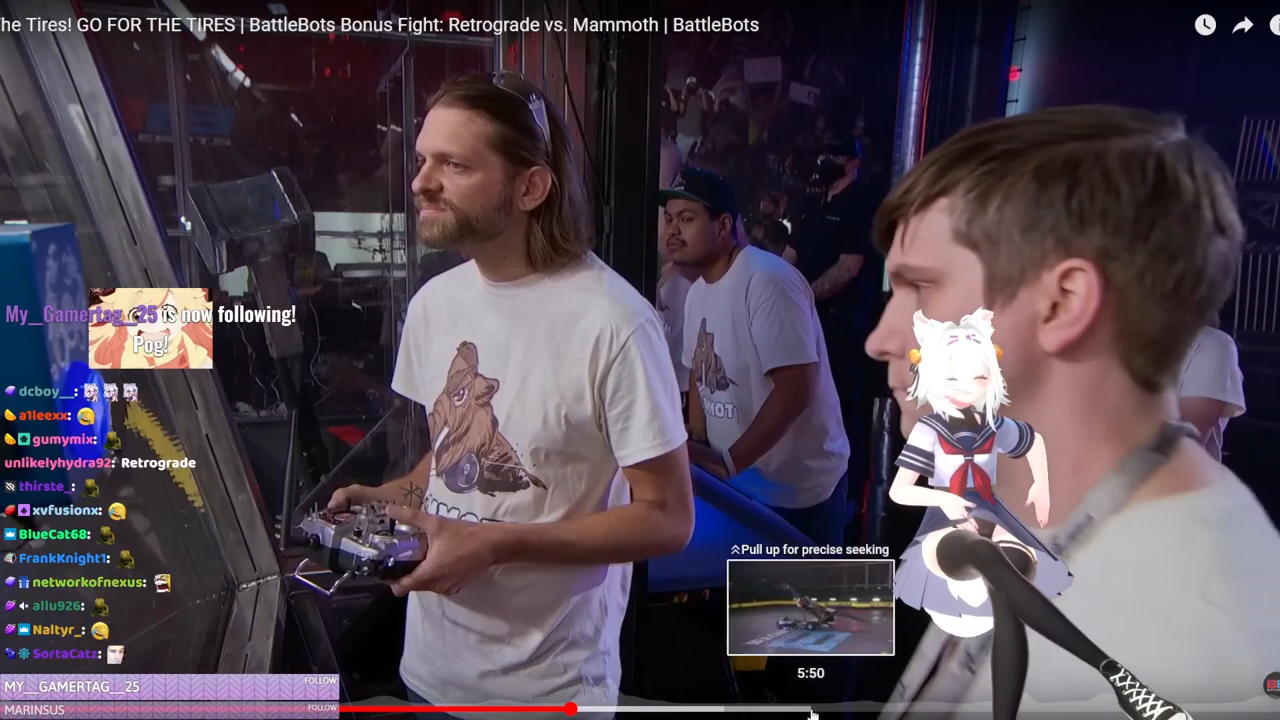 he Tires! GO FOR THE TIRES | BattleBots Bonus Fight: Retrograde vs. Mammoth | BattleBots
My__Gamertag__25 is now following!
Pog!
dcboy__:
a1leexx:
gumymix:
unlikelyhydra92: Retrograde
thirste_:
xvfusionx:
BlueCat68:
FrankKnight1:
networkofnexus:
allu926:
Naltyr_:
SortaCatz:
Pull up for precise seeking
5:50
MY__GAMERTAG__25 FOLLOW
MARINSUS FOLLOW